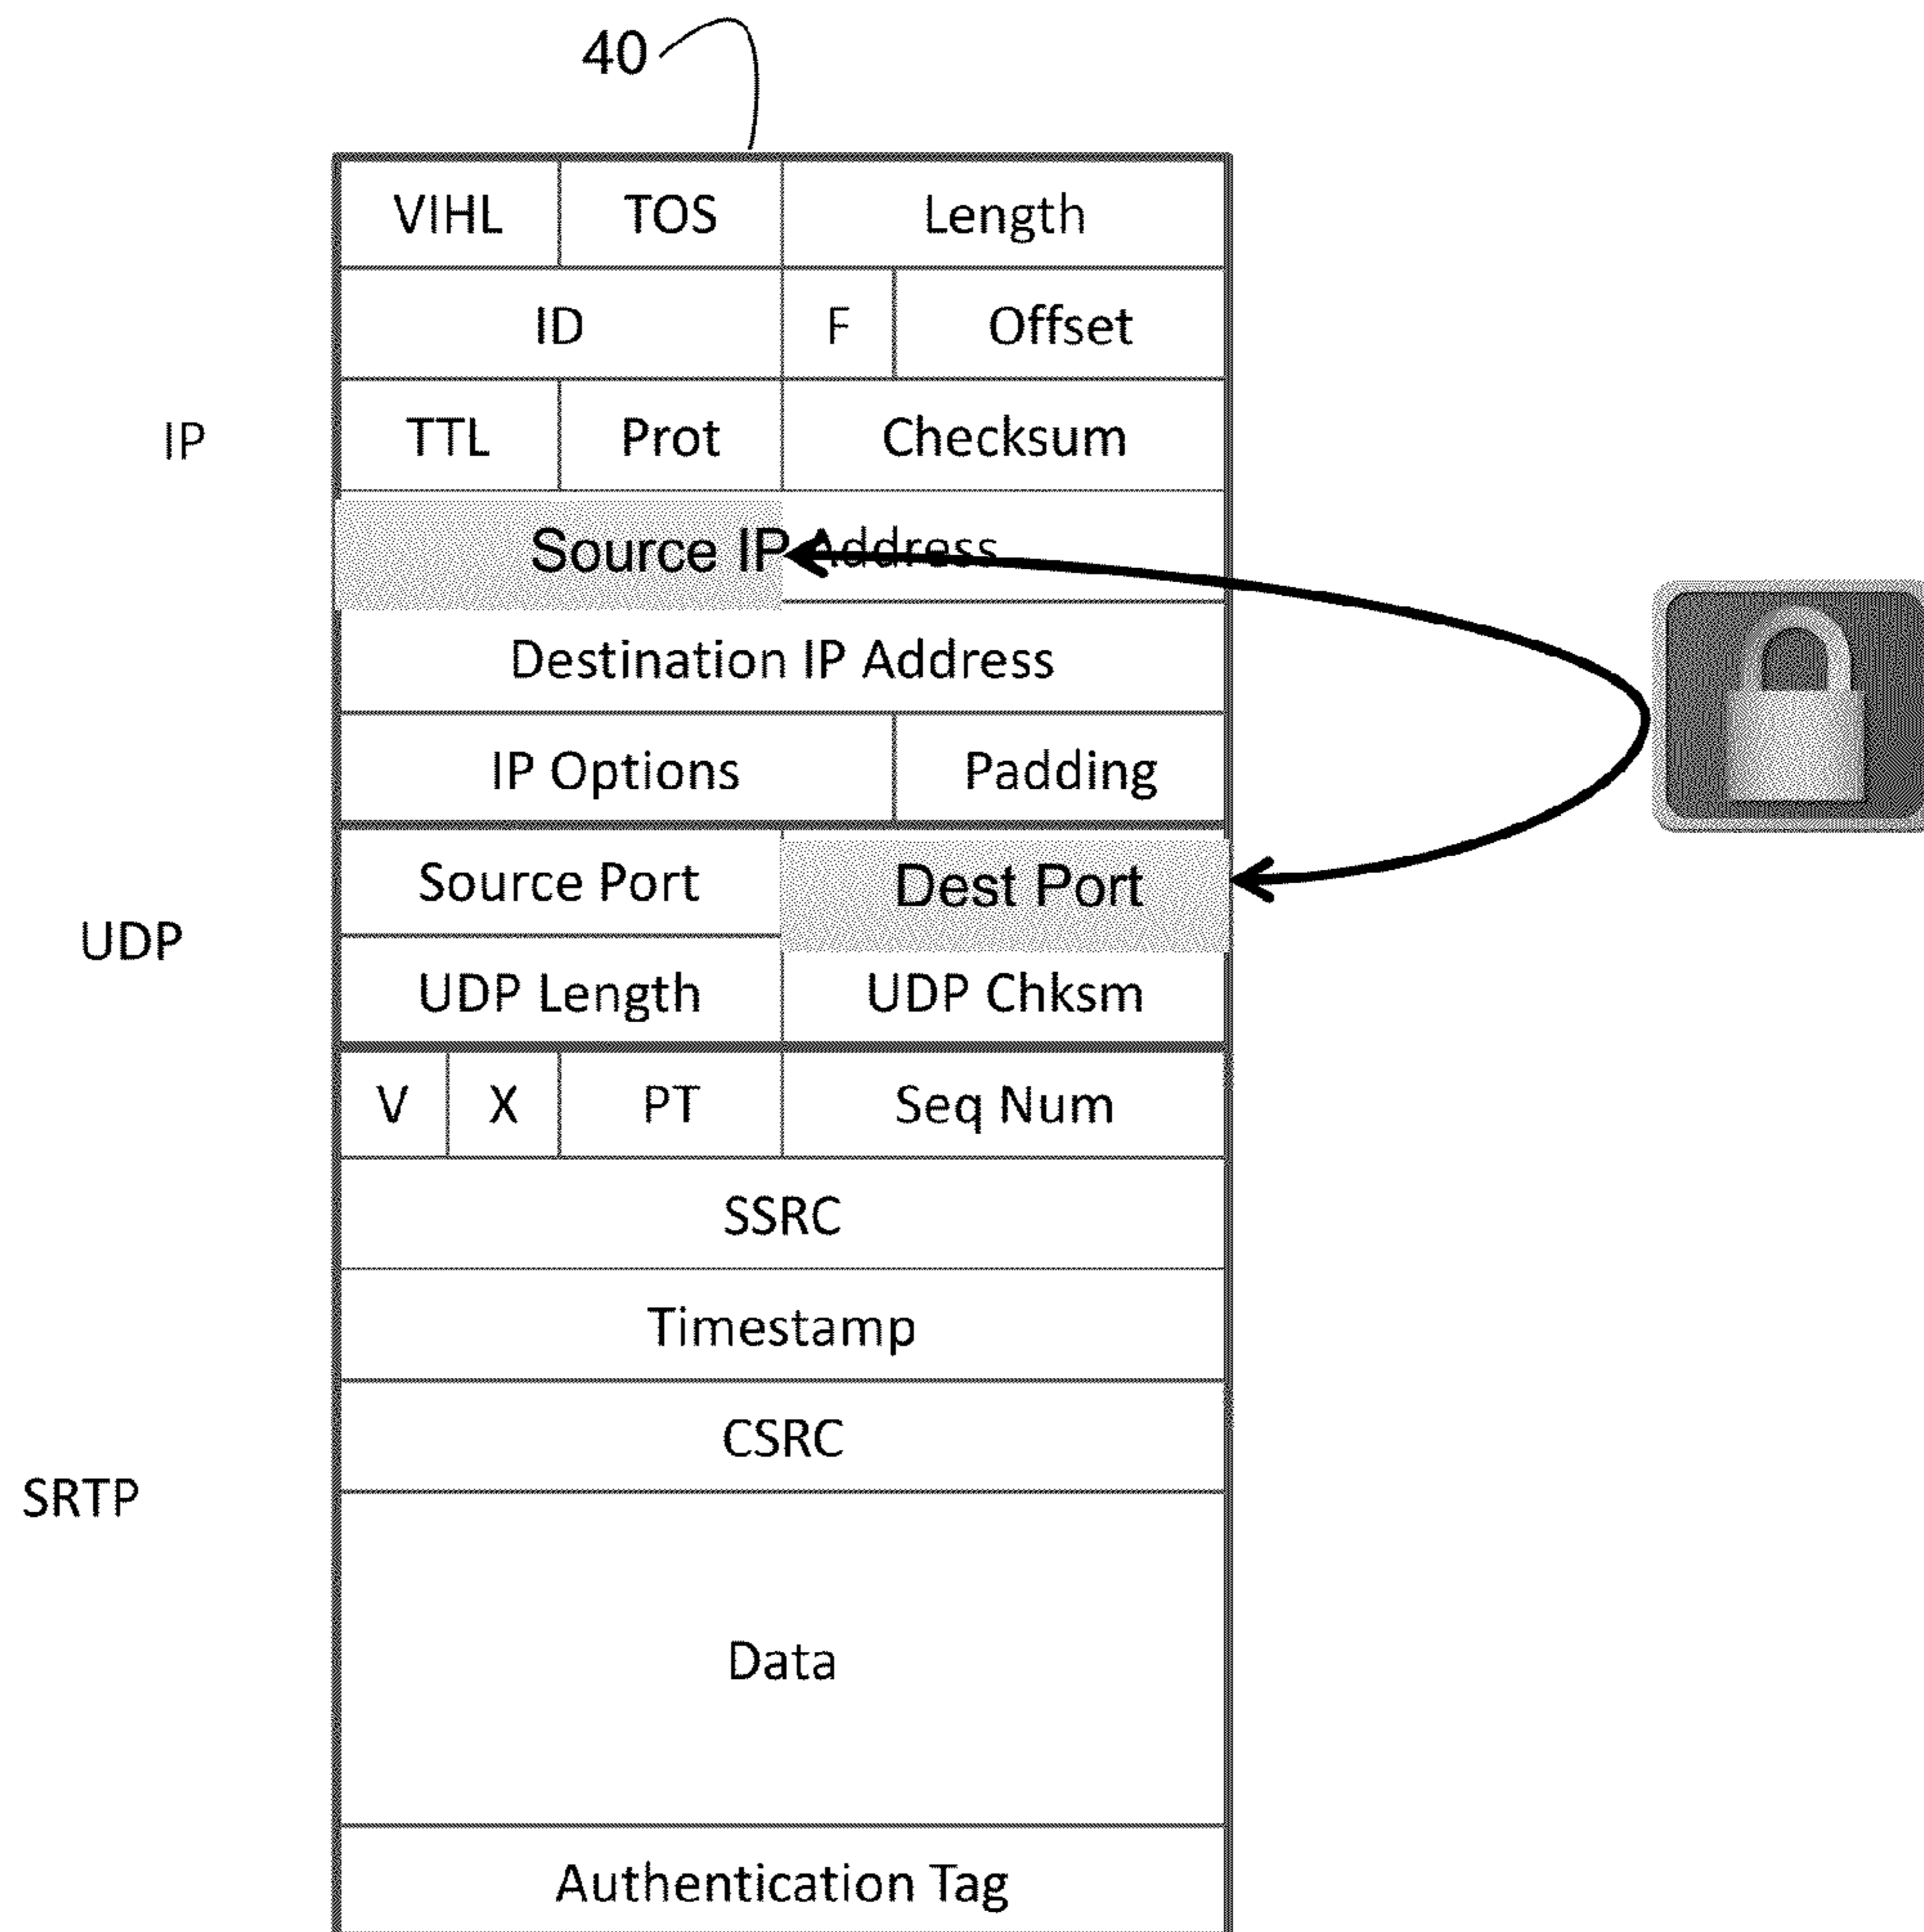 40
VIHL TOS Length
ID F Offset
IP TTL Prot Checksum
Source IP Address
Destination IP Address
IP Options Padding
Source Port Dest Port
UDP
UDP Length UDP Chksm
V X PT Seq Num
SSRC
Timestamp
CSRC
SRTP
Data
Authentication Tag